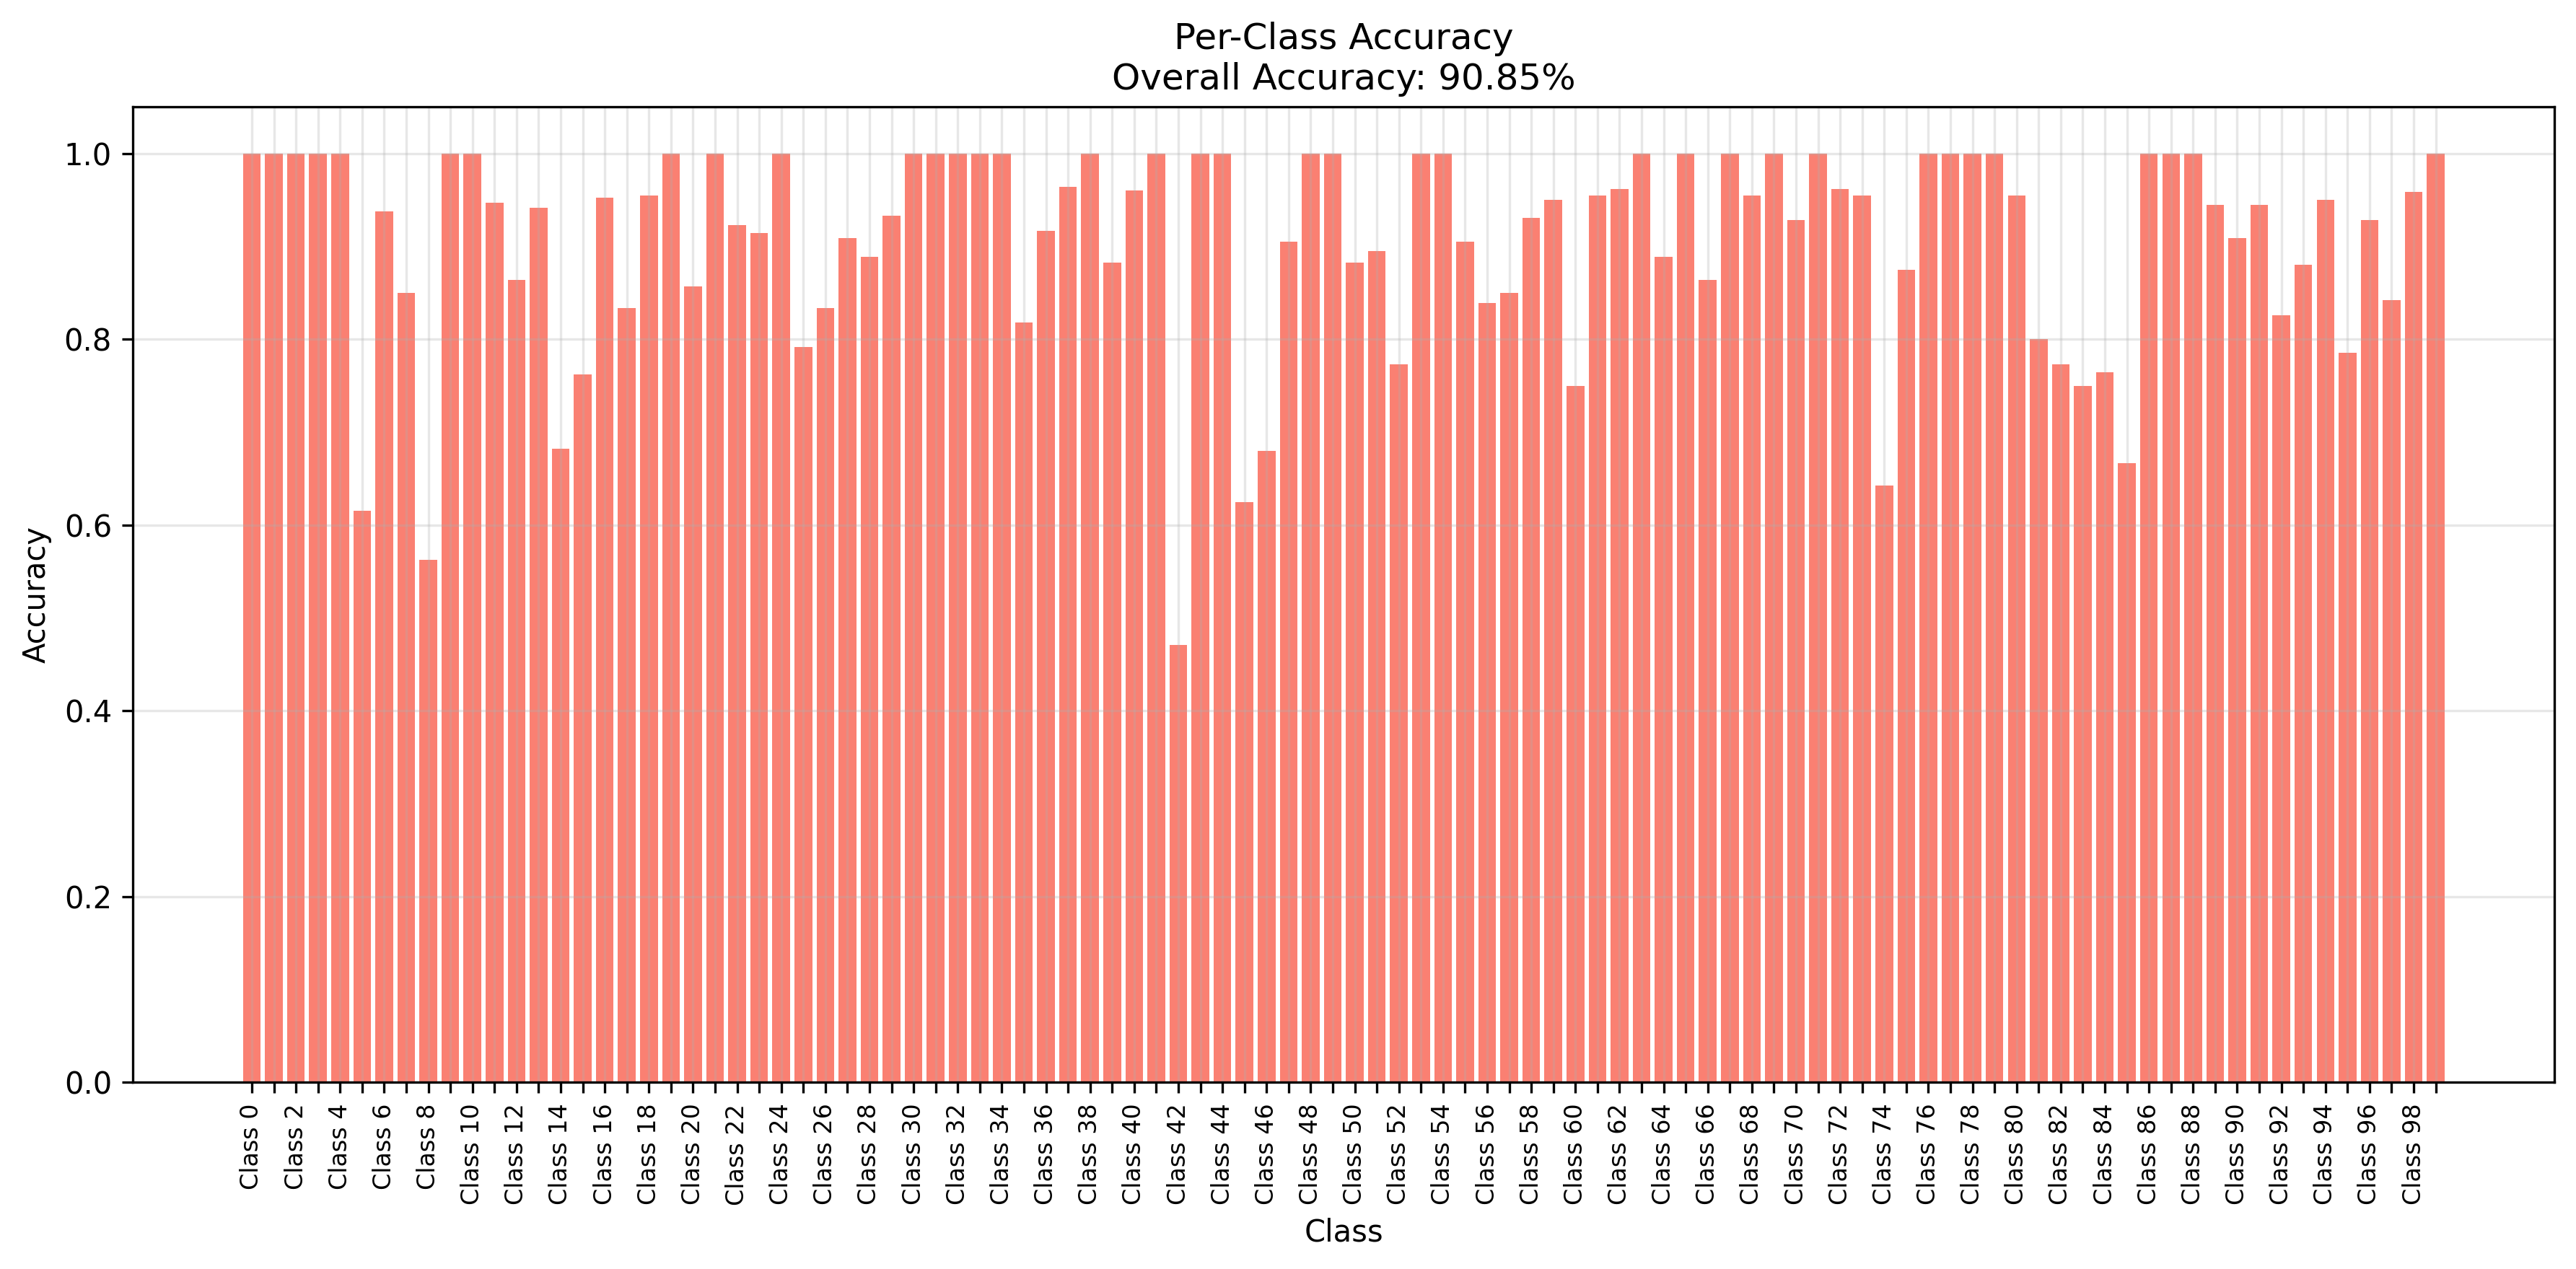 Per-Class Accuracy
Overall Accuracy: 90.85%
Accuracy
1.0
0.8
0.6
0.4
0.2
0.0
Class 0
Class 2
Class 4
Class 6
Class 8
Class 10
Class 12
Class 14
Class 16
Class 18
Class 20
Class 22
Class 24
Class 26
Class 28
Class 30
Class 32
Class 34
Class 36
Class 38
Class 40
Class 42
Class 44
Class 46
Class 48
Class 50
Class 52
Class 54
Class 56
Class 58
Class 60
Class 62
Class 64
Class 66
Class 68
Class 70
Class 72
Class 74
Class 76
Class 78
Class 80
Class 82
Class 84
Class 86
Class 88
Class 90
Class 92
Class 94
Class 96
Class 98
Class